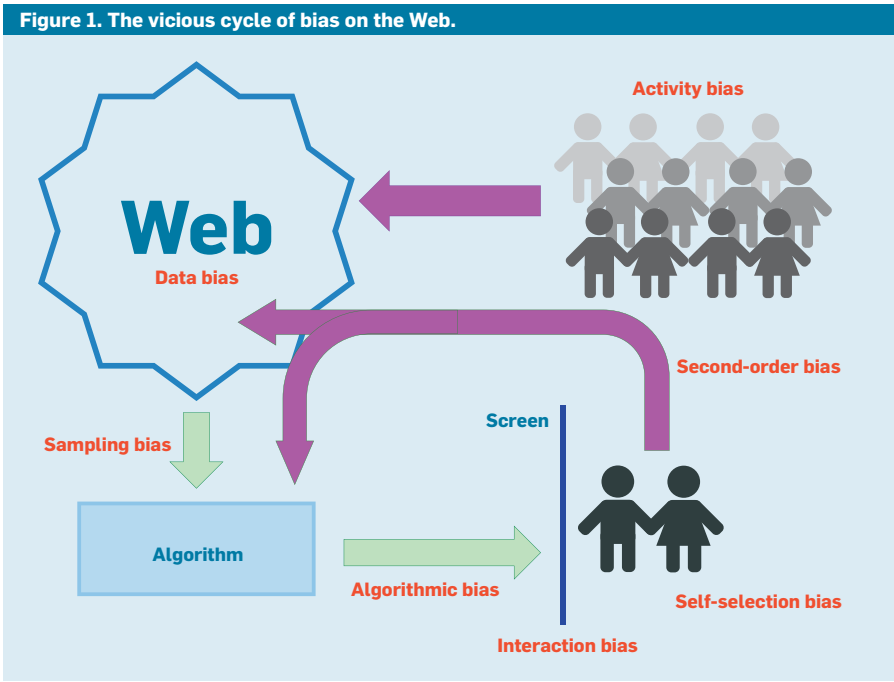 Figure 1. The vicious cycle of bias on the Web.
Activity bias
Web
Data bias
Second-order bias
Screen
Sampling bias
Algorithm
Algorithmic bias
Self-selection bias
Interaction bias